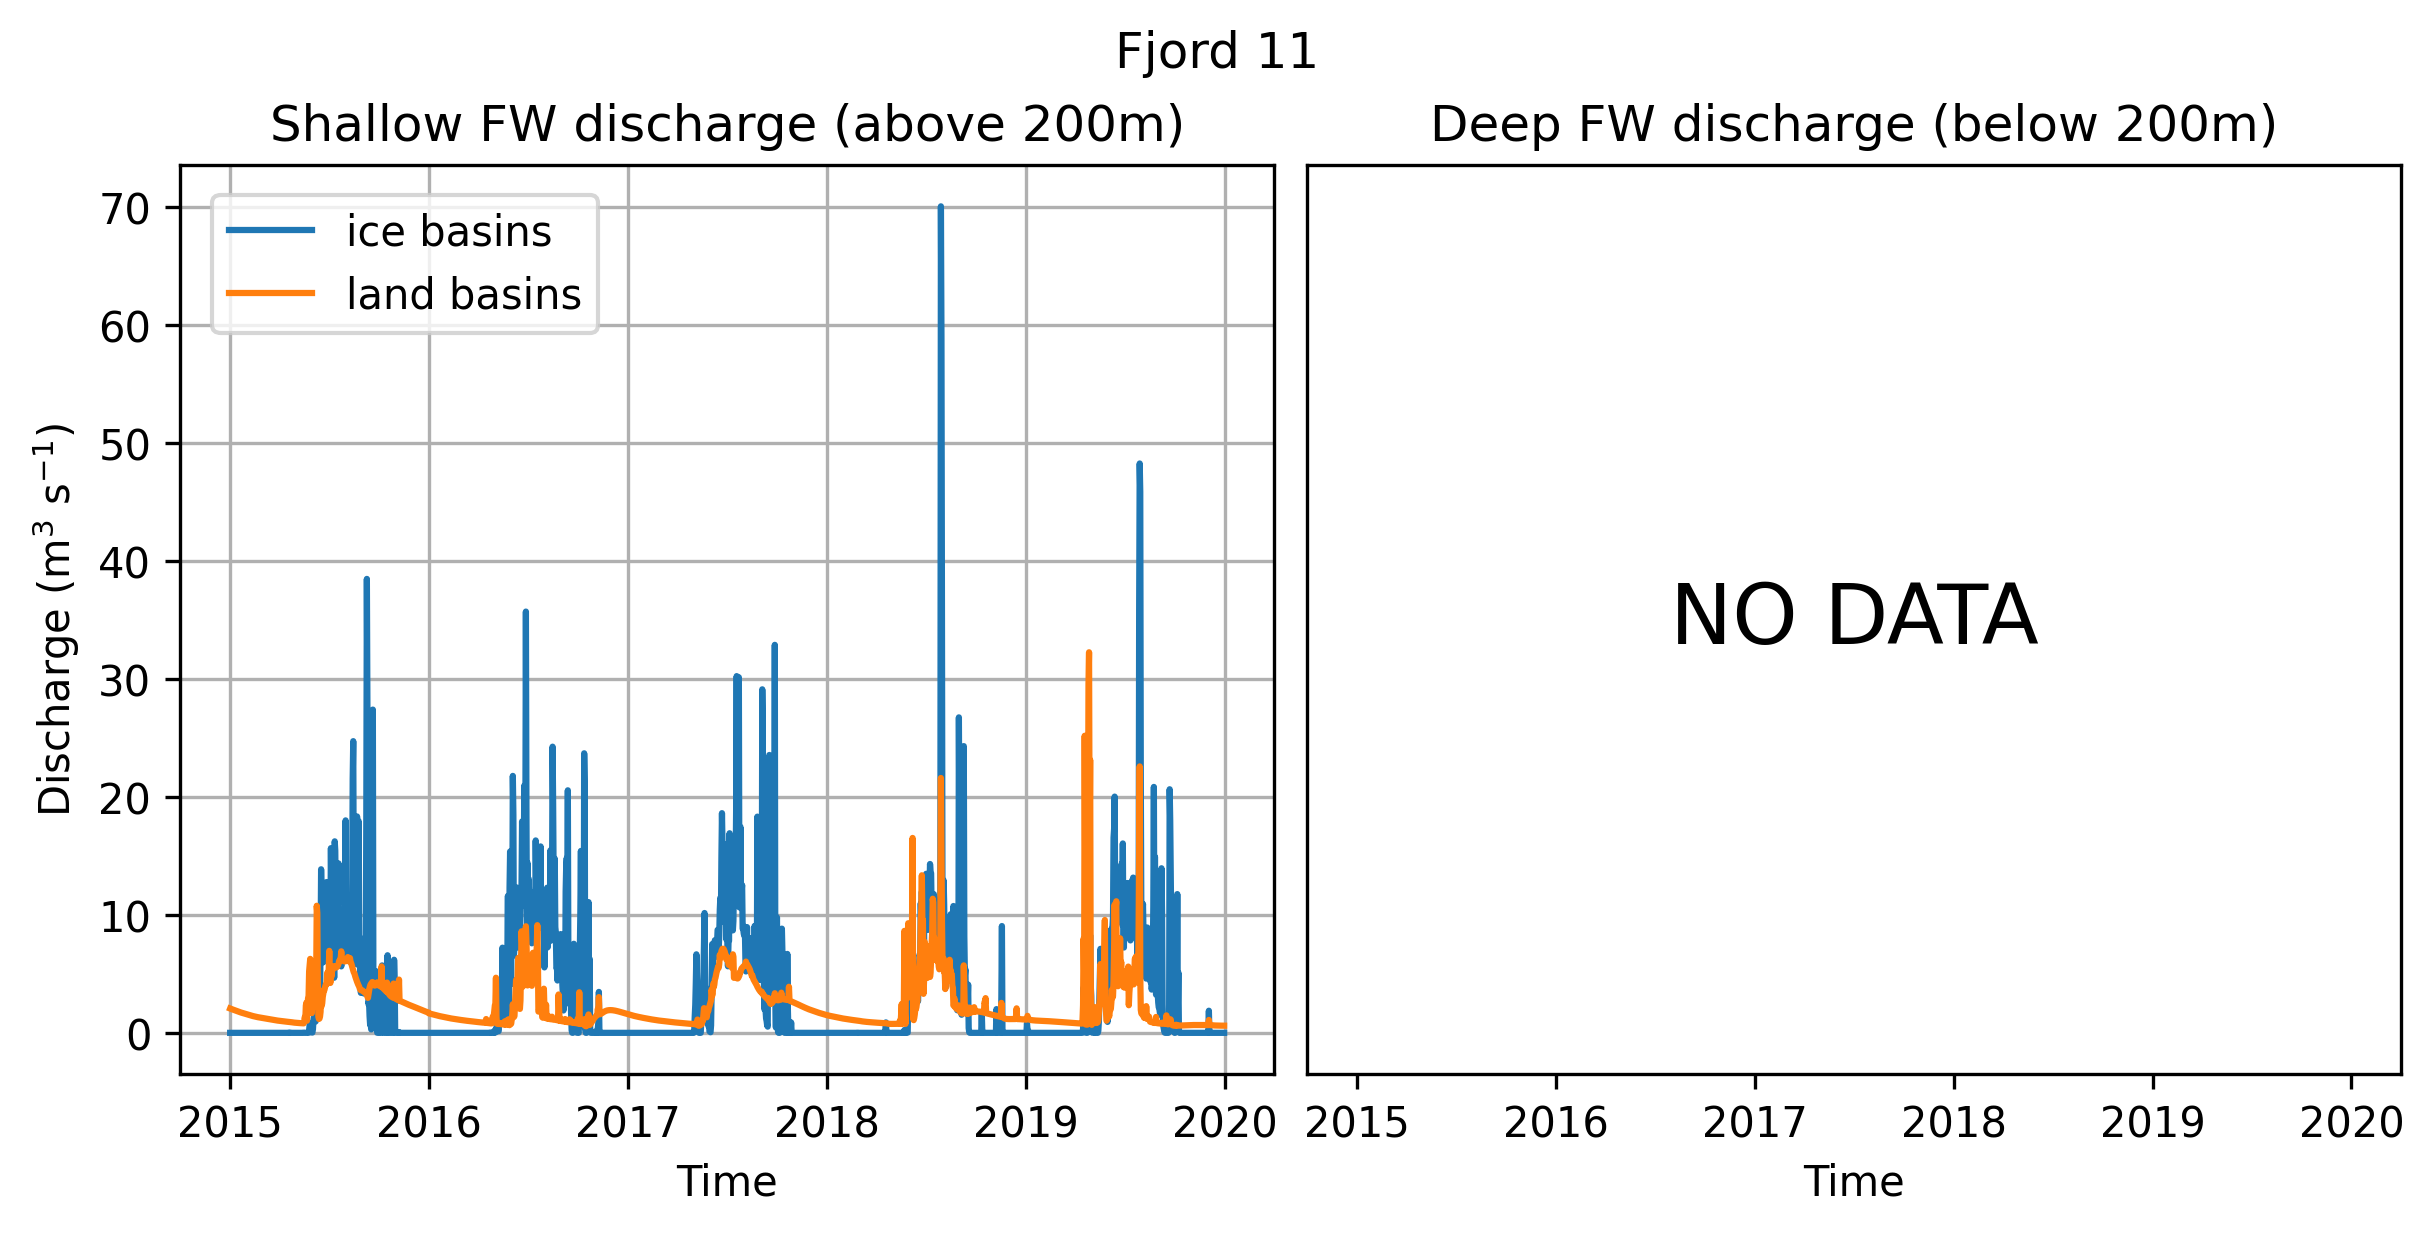 Fjord 11
Shallow FW discharge (above 200m)
Deep FW discharge (below 200m)
ice basins
land basins
Discharge (m³ s⁻¹)
70
60
50
40
30
20
10
0
NO DATA
2015 2016 2017 2018 2019 2020
2015 2016 2017 2018 2019 2020
Time
Time